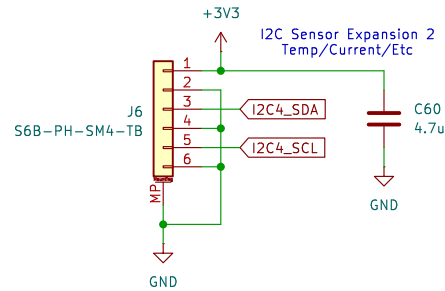 +3V3
I2C Sensor Expansion 2
Temp/Current/Etc
1
2
J6
3
I2C4_SDA
C60
S6B-PH-SM4-TB
4
4.7u
5
I2C4_SCL
6
MP
GND
GND